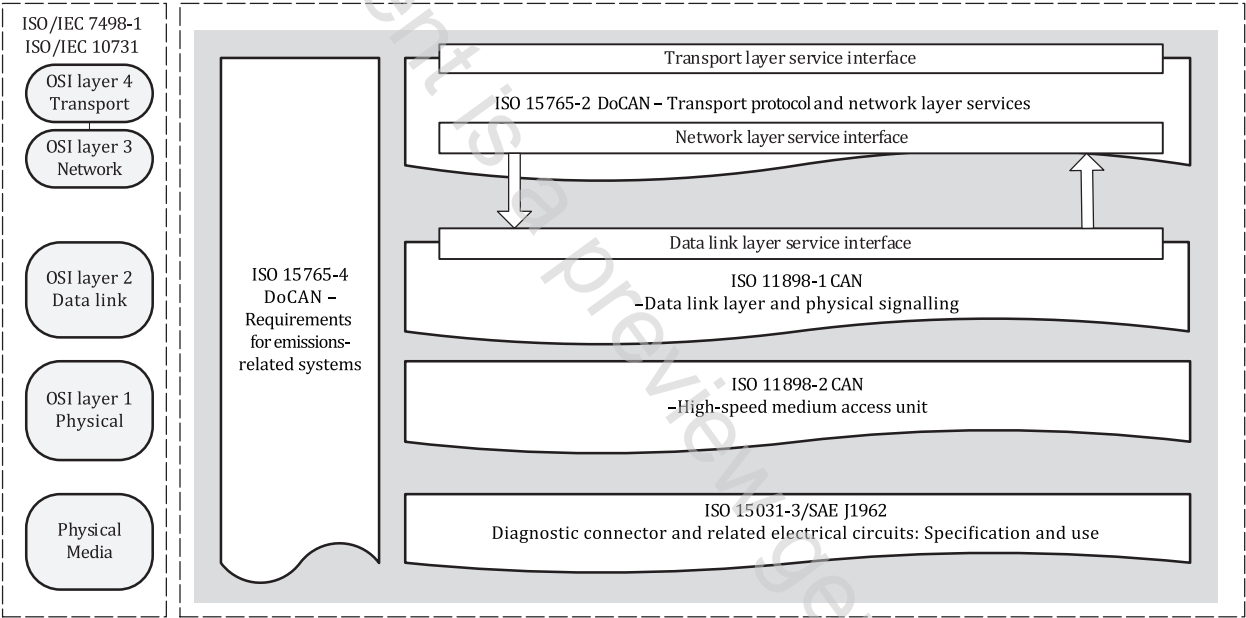 ISO/IEC 7498-1
ISO/IEC 10731
OSI layer 4
Transport
OSI layer 3
Network
OSI layer 2
Data link
OSI layer 1
Physical
Physical
Media
ISO 15765-4
DoCAN –
Requirements
for emissions-
related systems
Transport layer service interface
ISO 15765-2 DoCAN – Transport protocol and network layer services
Network layer service interface
Data link layer service interface
ISO 11898-1 CAN
–Data link layer and physical signalling
ISO 11898-2 CAN
–High-speed medium access unit
ISO 15031-3/SAE J1962
Diagnostic connector and related electrical circuits: Specification and use
is a preview